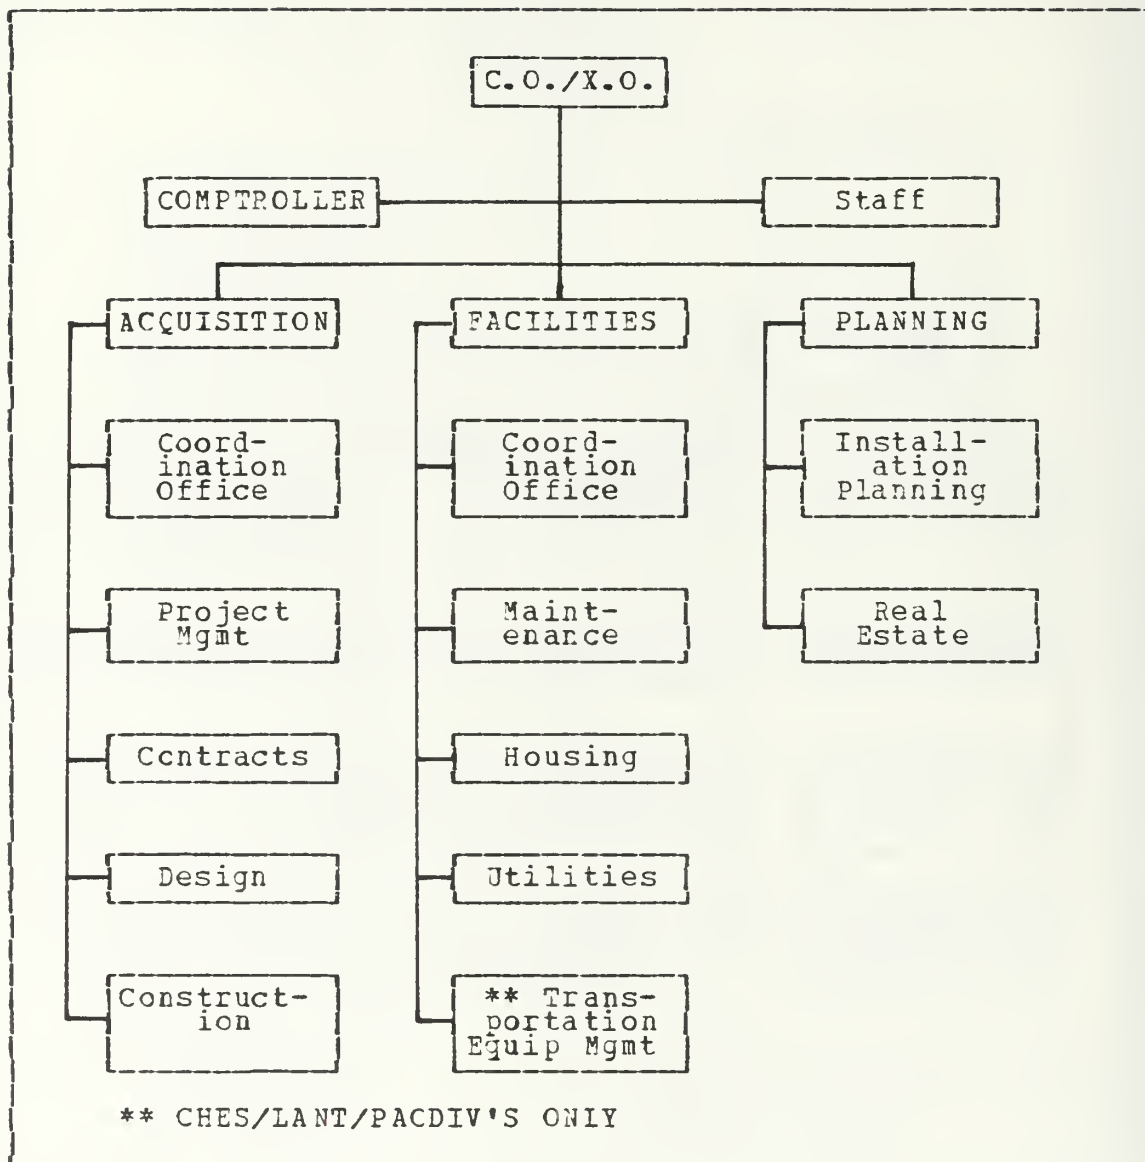 C.O./X.O.
COMPTROLLER
Staff
ACQUISITION
FACILITIES
PLANNING
Coord-
ination
Office
Coord-
ination
Office
Install-
ation
Planning
Project
Mgmt
Maint-
enance
Real
Estate
Contracts
Housing
Design
Utilities
Construct-
ion
** Trans-
portation
Equip Mgmt
** CHES/LANT/PACDIV'S ONLY